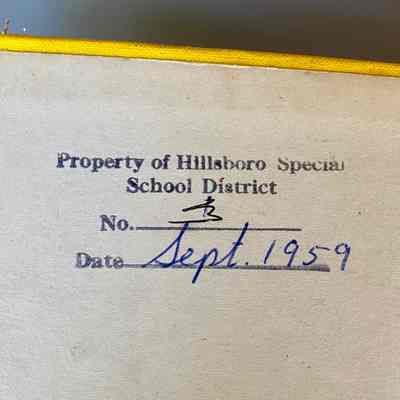 Property of Hillsboro Special
School District
No.
Date Sept. 1959